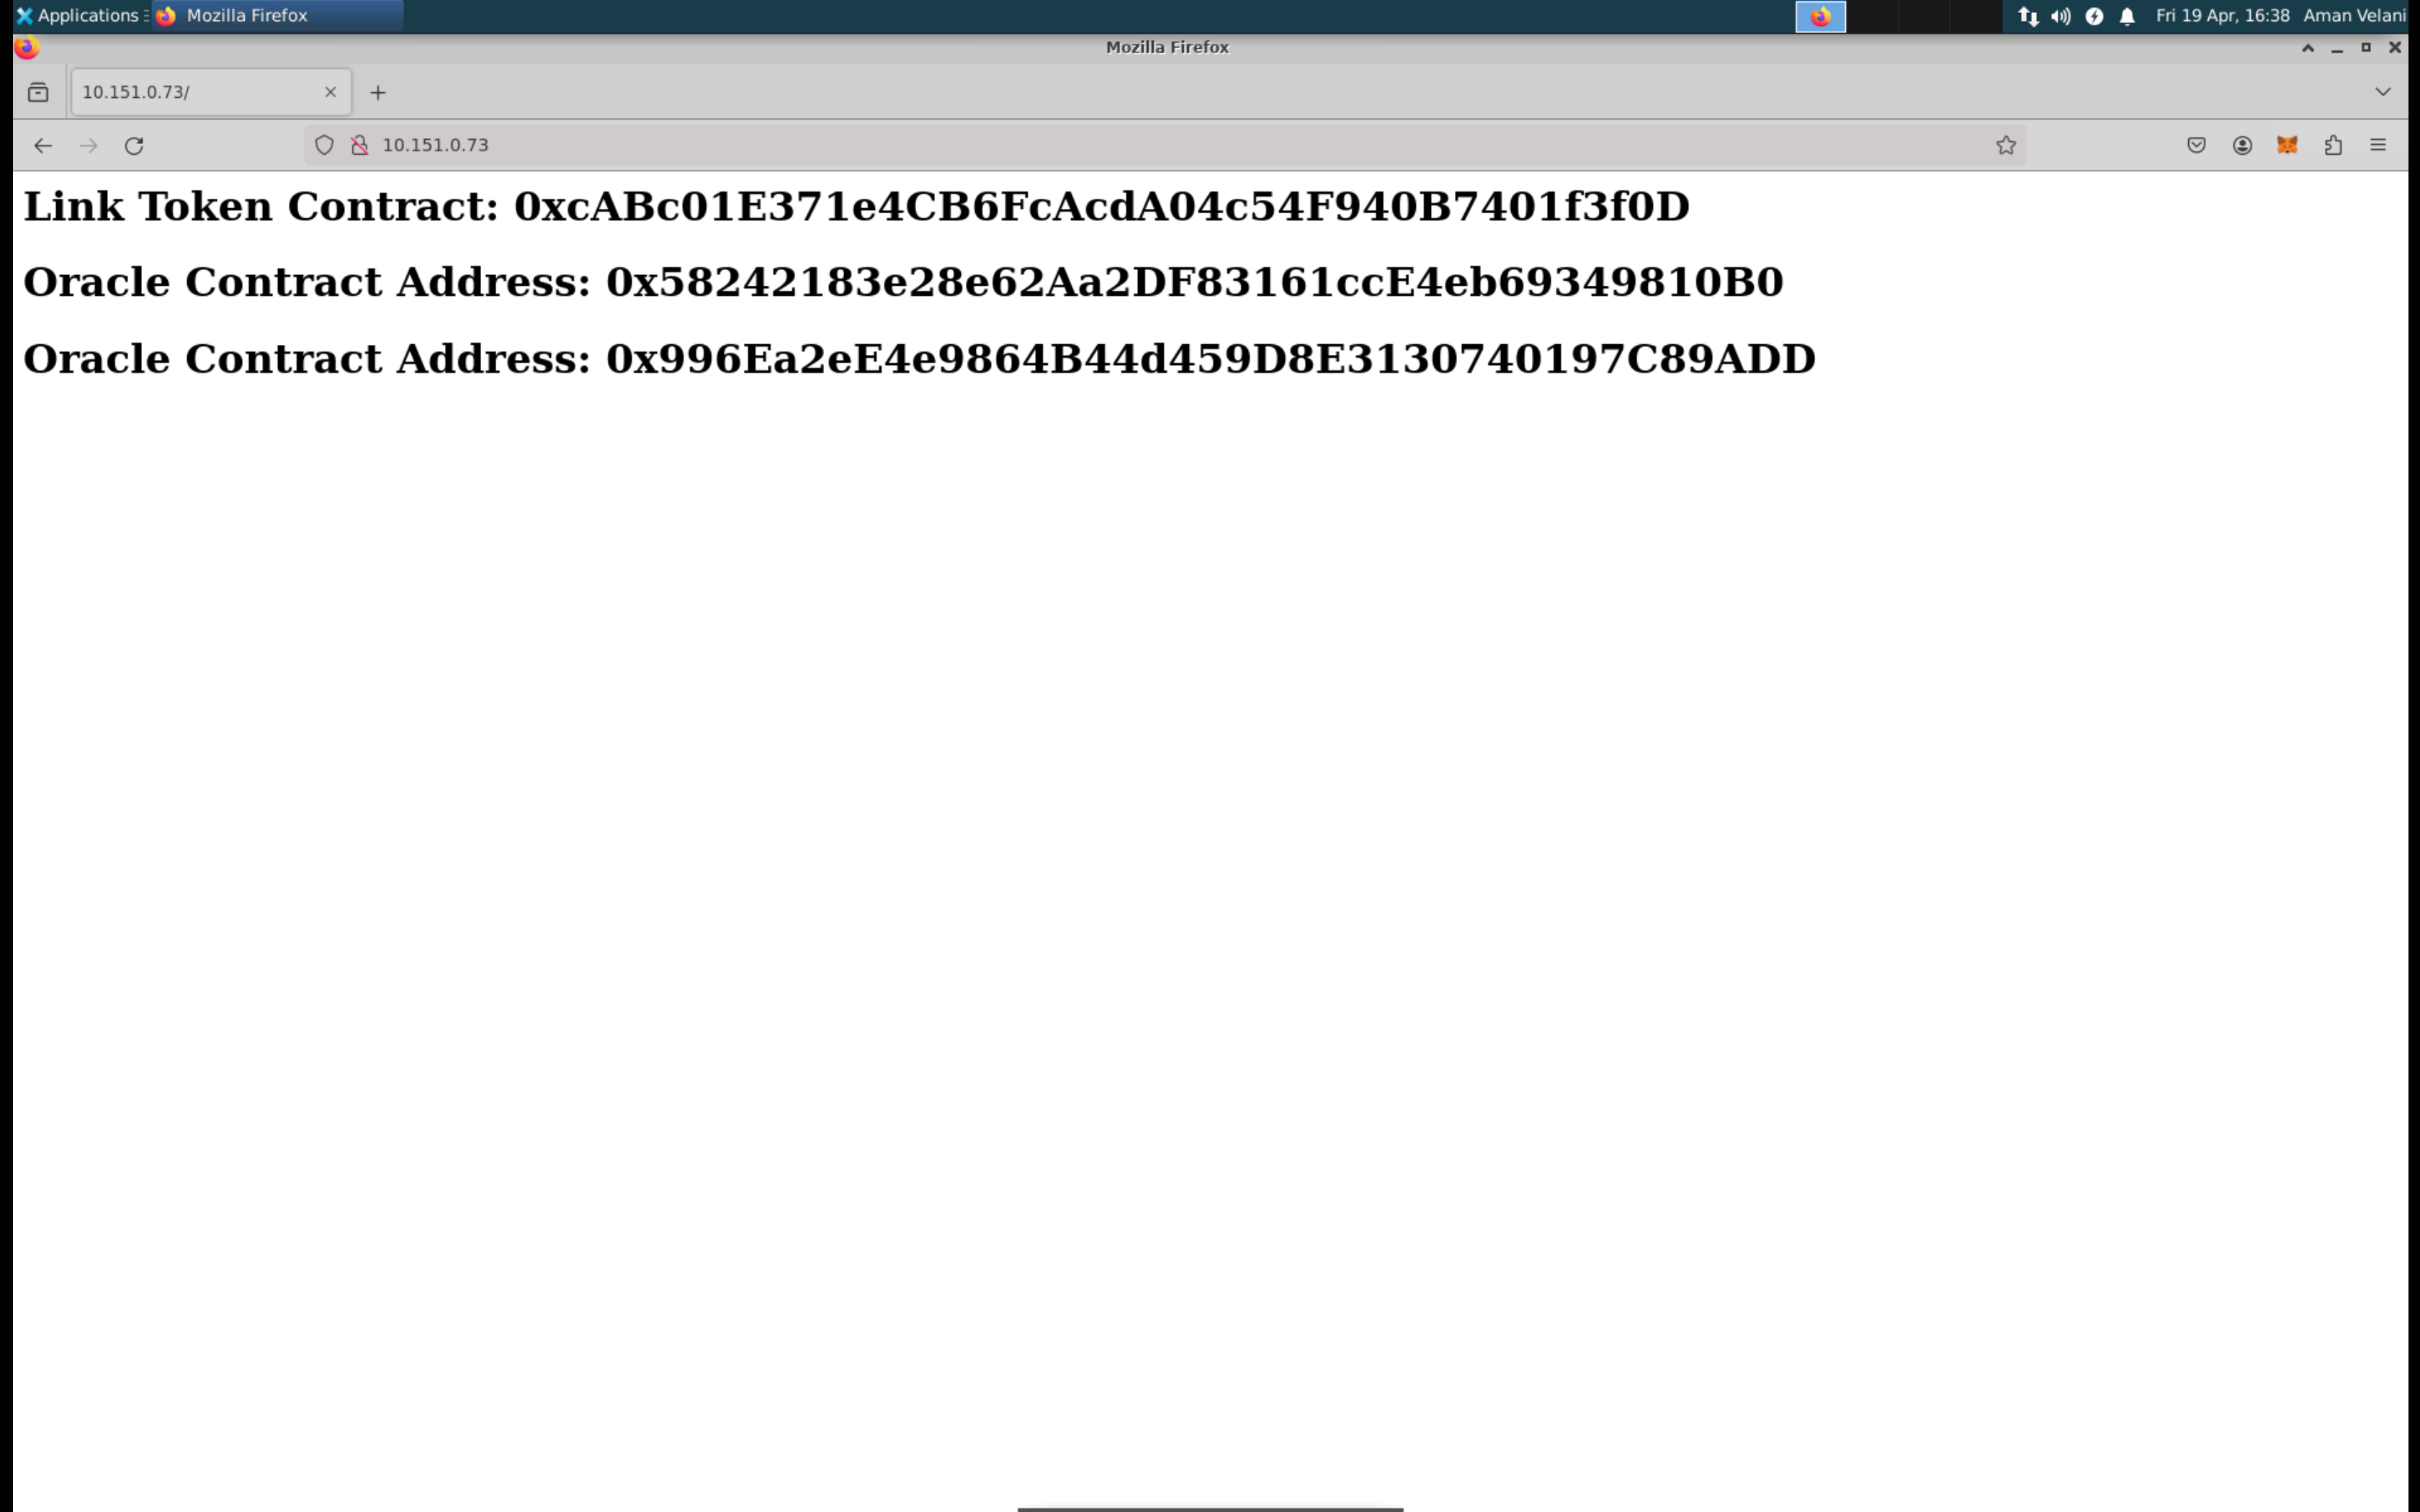 Applications
Mozilla Firefox
Fri 19 Apr, 16:38 Aman Velani
Mozilla Firefox
10.151.0.73/
10.151.0.73
Link Token Contract: 0xcABc01E371e4CB6FcAcdA04c54F940B7401f3f0D
Oracle Contract Address: 0x58242183e28e62Aa2DF83161ccE4eb69349810B0
Oracle Contract Address: 0x996Ea2eE4e9864B44d459D8E3130740197C89ADD